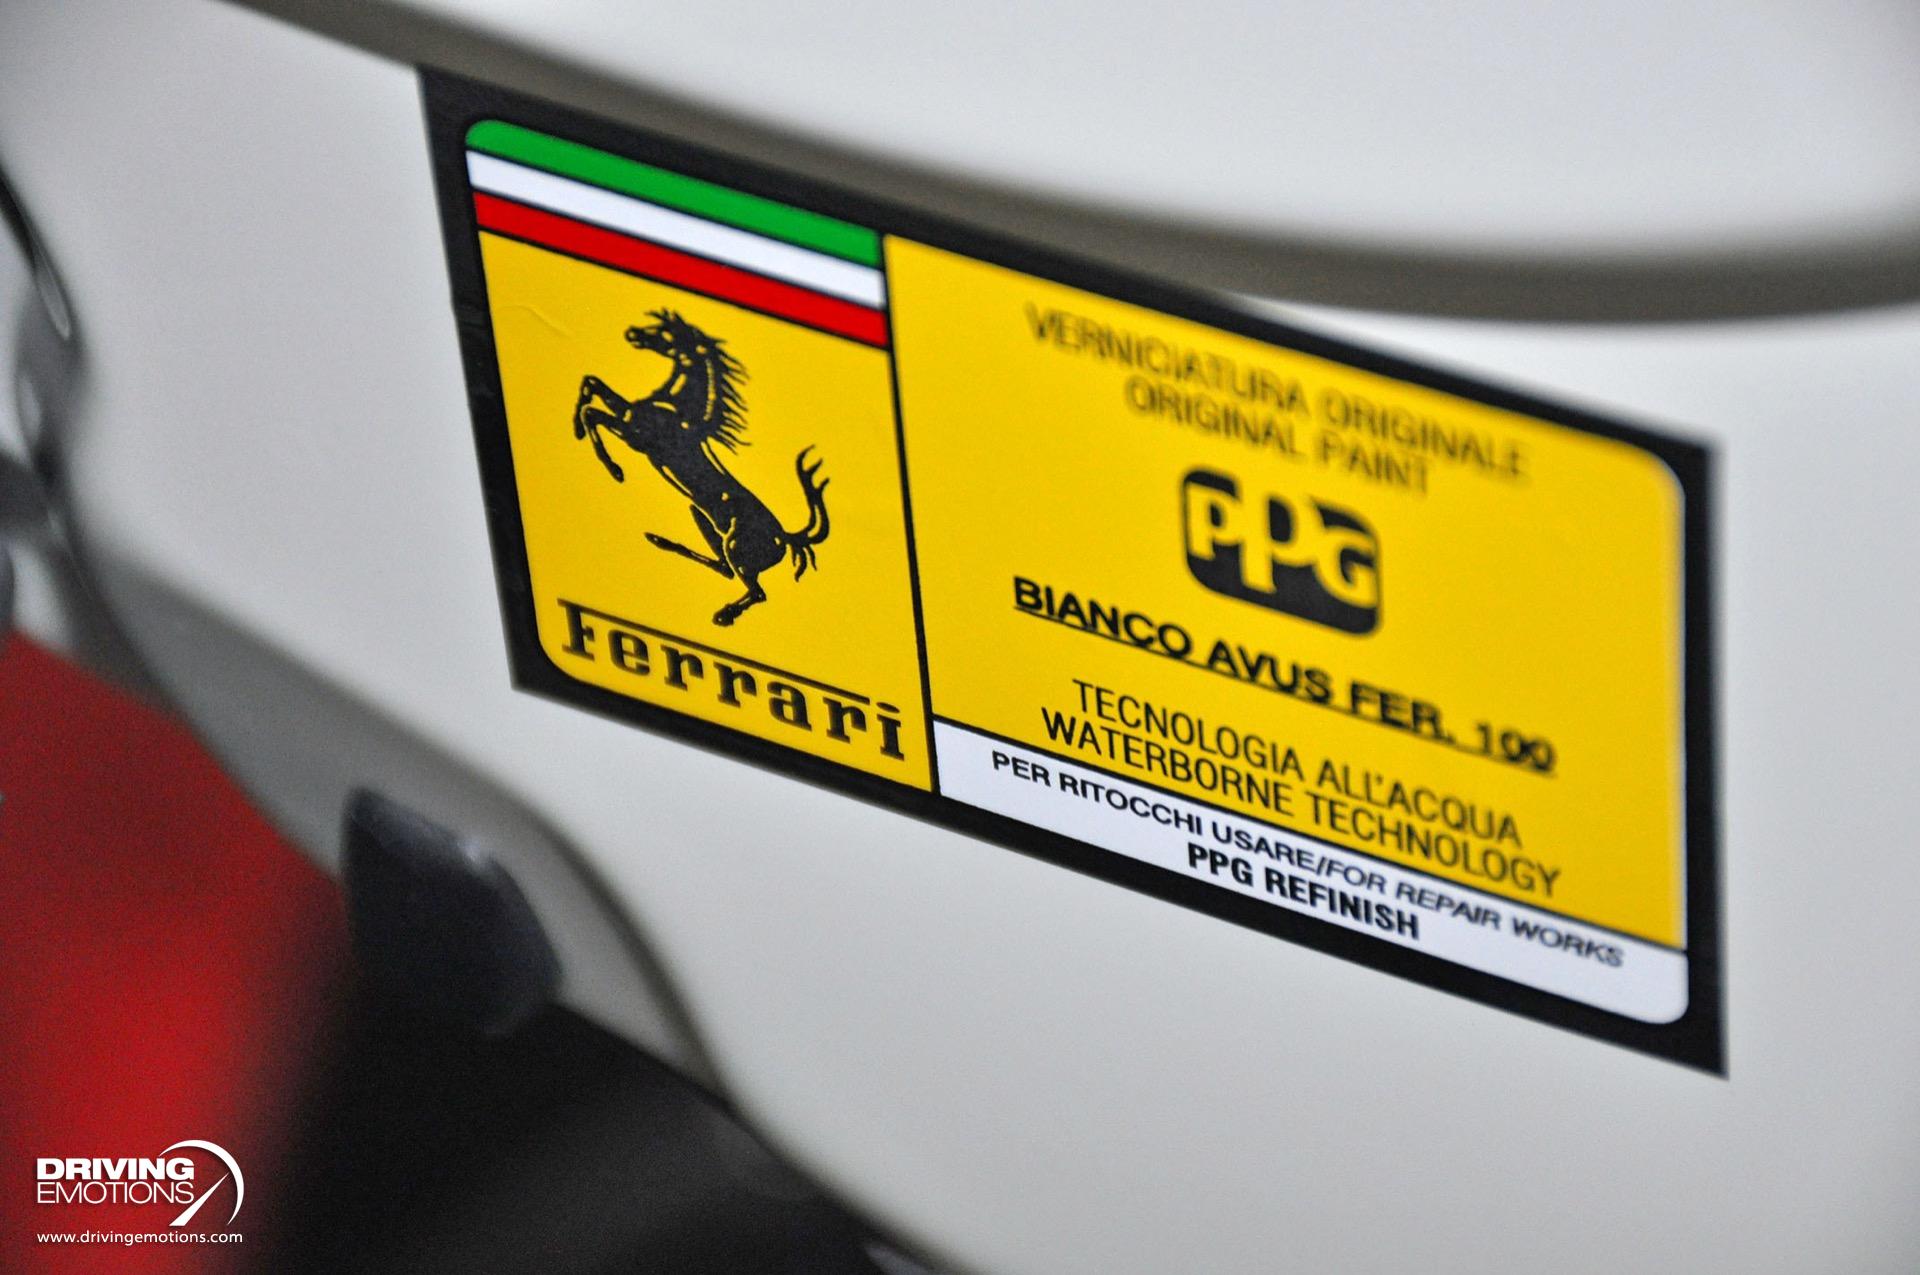 Ferrari
VERNICIATURA ORIGINALE
ORIGINAL PAINT
PPG
BIANCO AVUS FER. 100
TECNOLOGIA ALL'ACQUA
WATERBORNE TECHNOLOGY
PER RITOCCHI USARE/FOR REPAIR WORKS
PPG REFINISH
DRIVING
EMOTIONS
www.drivingemotions.com